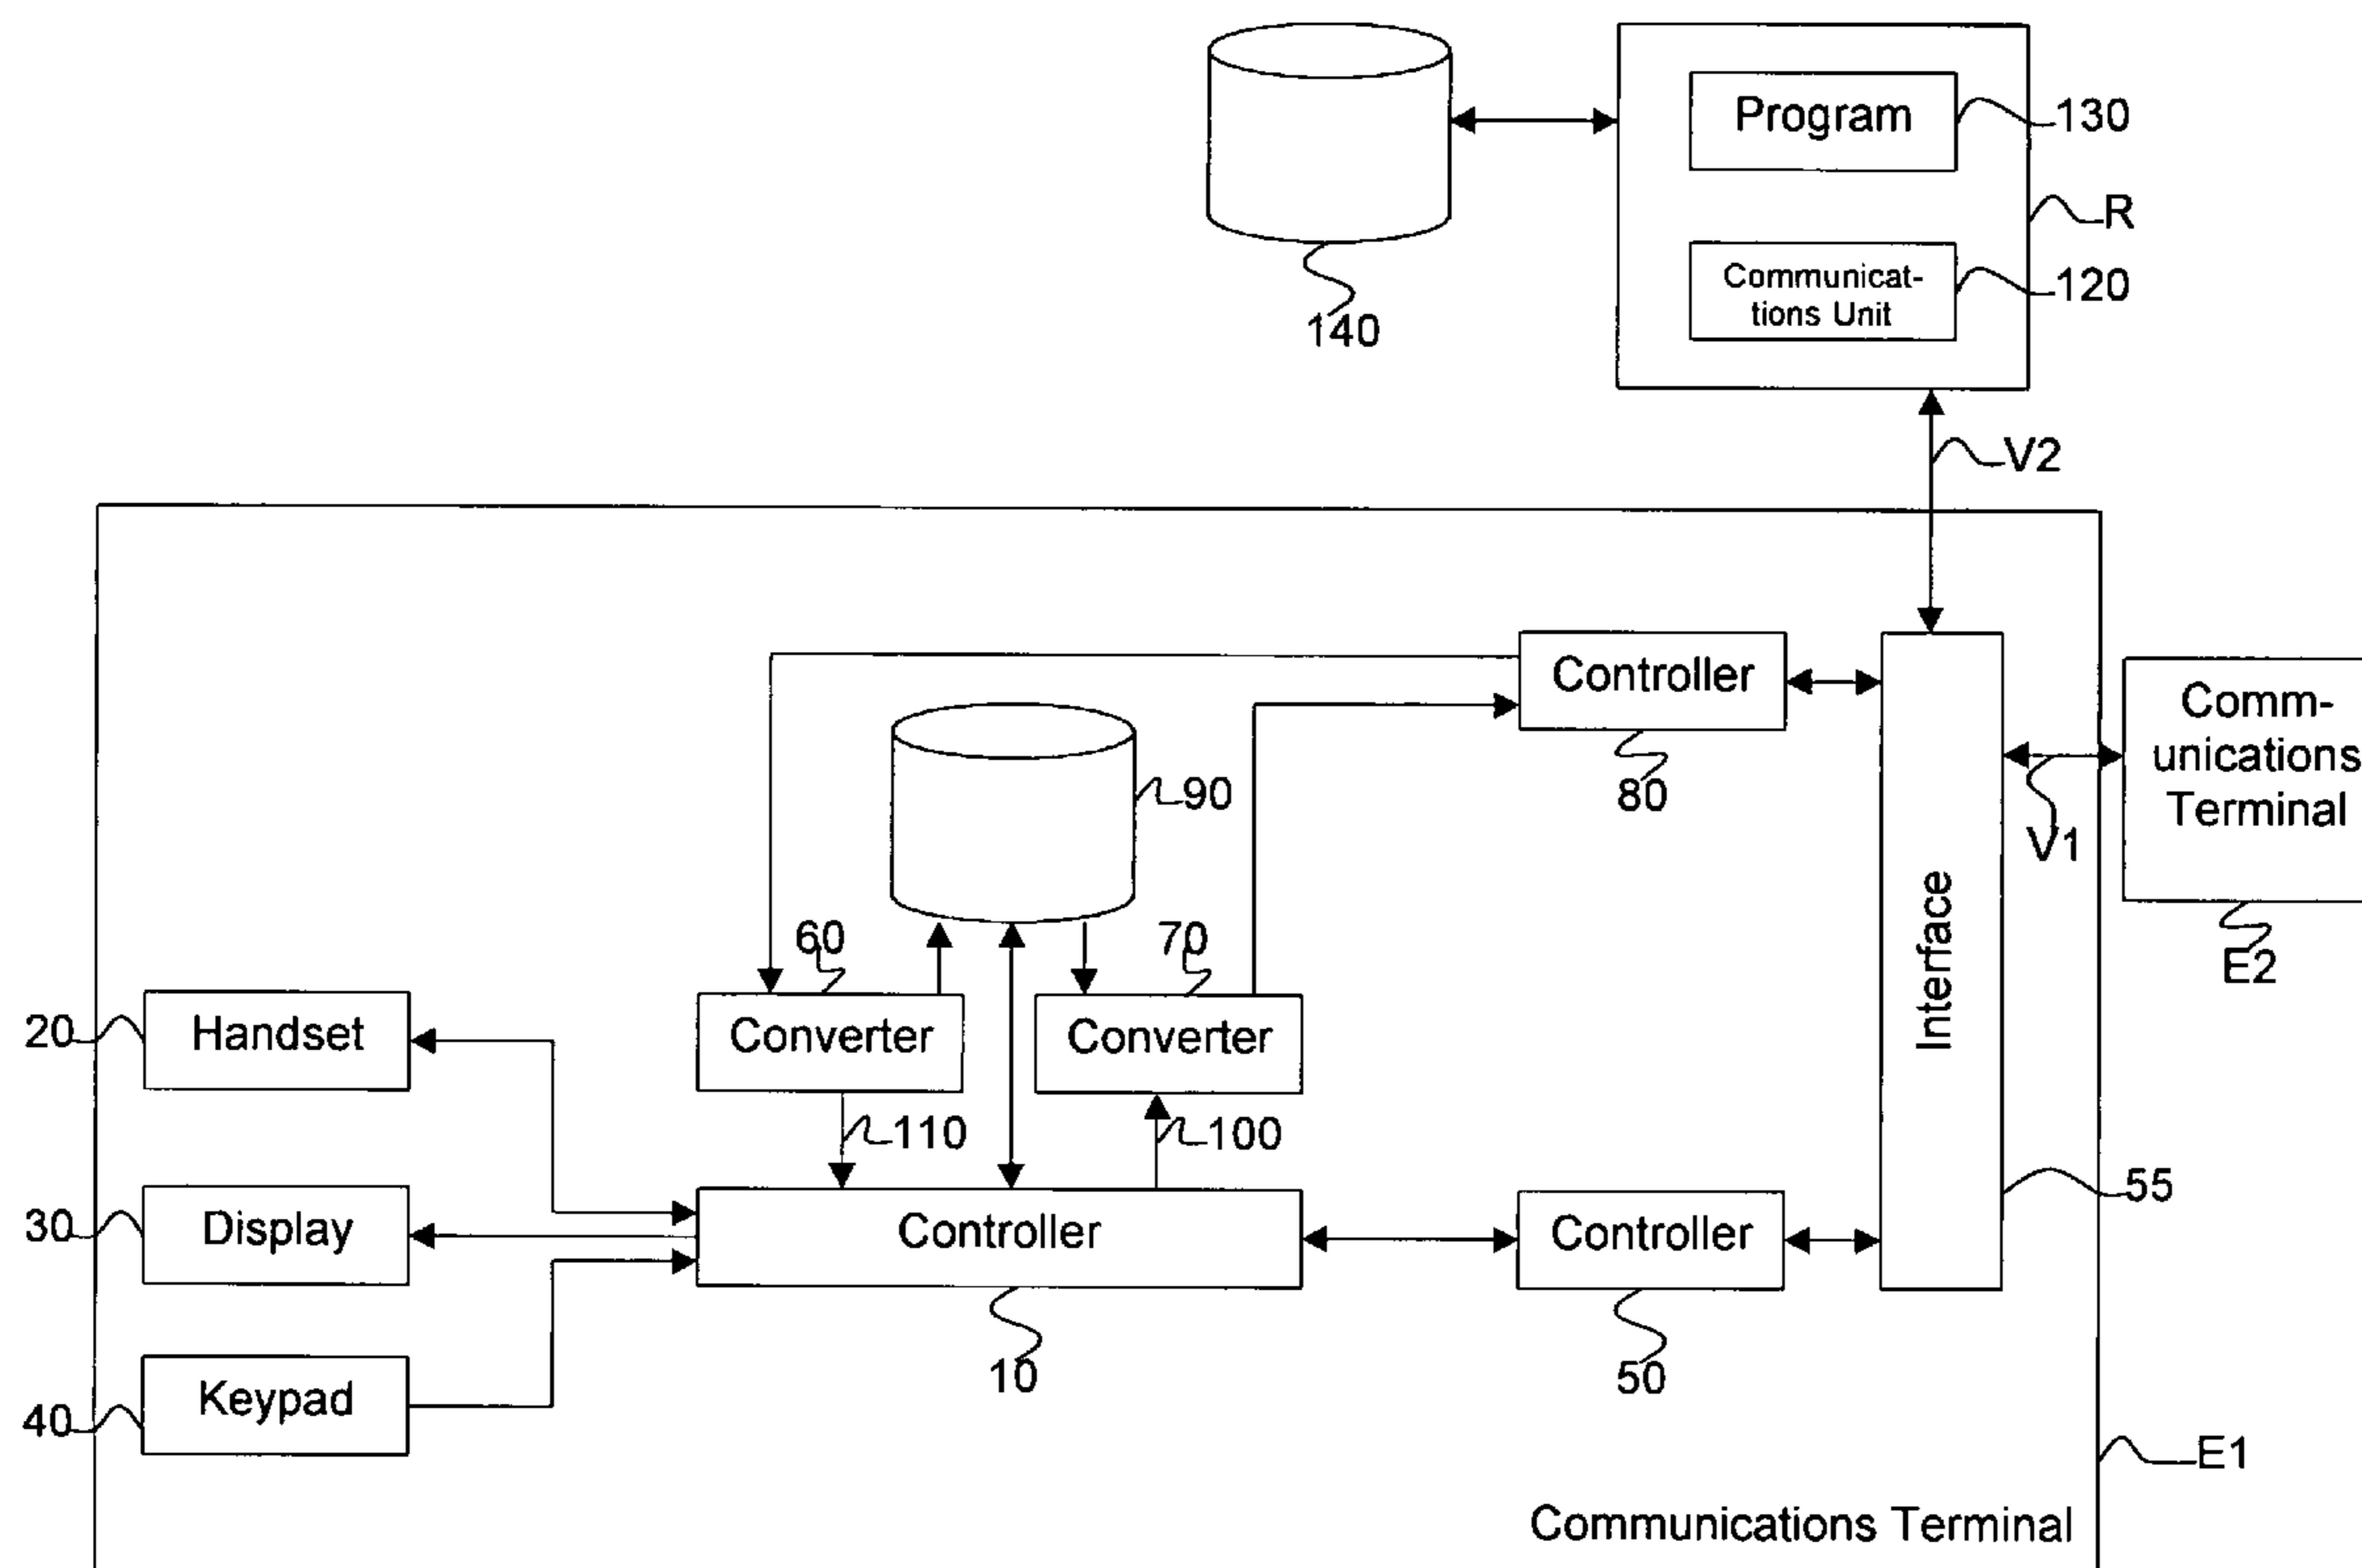 Program
130
R
Communicat-
tions Unit
120
140
V2
Controller
80
Comm-
unications
Terminal
V1
E2
90
60
70
Interface
20
Handset
Converter
Converter
110
100
55
30
Display
Controller
Controller
10
50
40
Keypad
E1
Communications Terminal